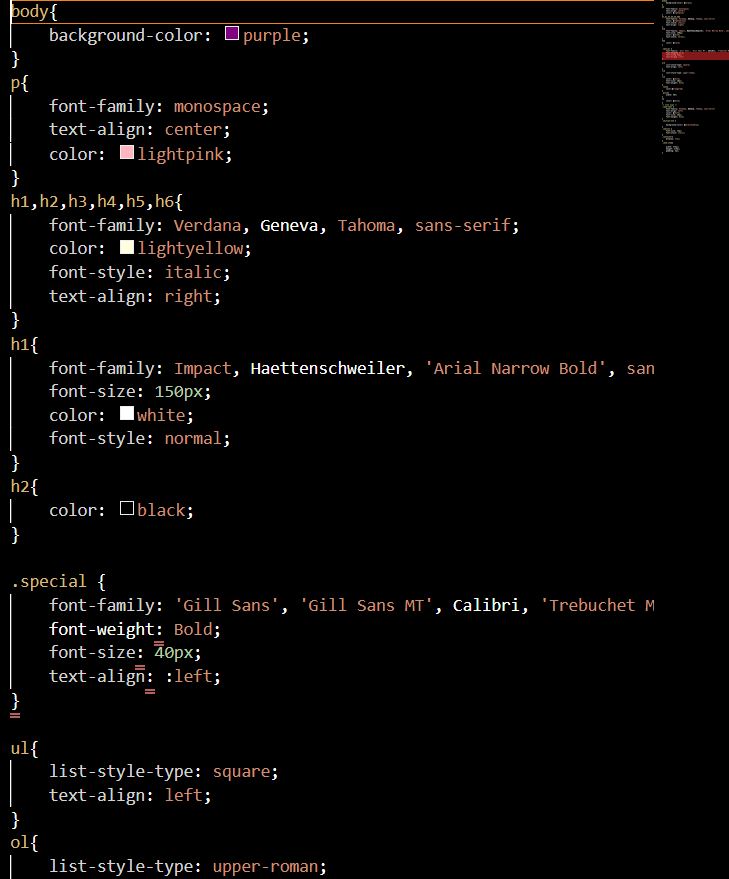 body{
    background-color: purple;
}
p{
    font-family: monospace;
    text-align: center;
    color: lightpink;
}
h1,h2,h3,h4,h5,h6{
    font-family: Verdana, Geneva, Tahoma, sans-serif;
    color: lightyellow;
    font-style: italic;
    text-align: right;
}
h1{
    font-family: Impact, Haettenschweiler, 'Arial Narrow Bold', san
    font-size: 150px;
    color: white;
    font-style: normal;
}
h2{
    color: black;
}

.special {
    font-family: 'Gill Sans', 'Gill Sans MT', Calibri, 'Trebuchet M
    font-weight: Bold;
    font-size: 40px;
    text-align: :left;
}

ul{
    list-style-type: square;
    text-align: left;
}
ol{
    list-style-type: upper-roman;